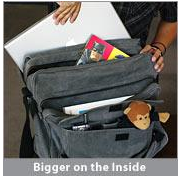 Bigger on the Inside